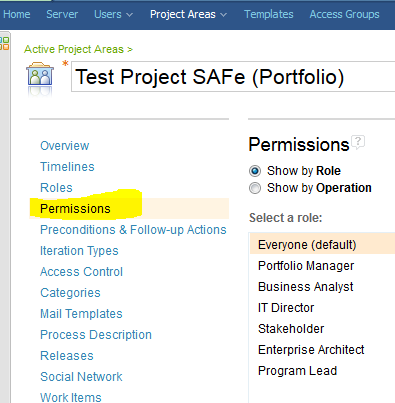 Home Server Users Project Areas Templates Access Groups
Active Project Areas >
* Test Project SAFe (Portfolio)
Overview
Timelines
Roles
Permissions
Preconditions & Follow-up Actions
Iteration Types
Access Control
Categories
Mail Templates
Process Description
Releases
Social Network
Work Items
Permissions ?
Show by Role
Show by Operation
Select a role:
Everyone (default)
Portfolio Manager
Business Analyst
IT Director
Stakeholder
Enterprise Architect
Program Lead